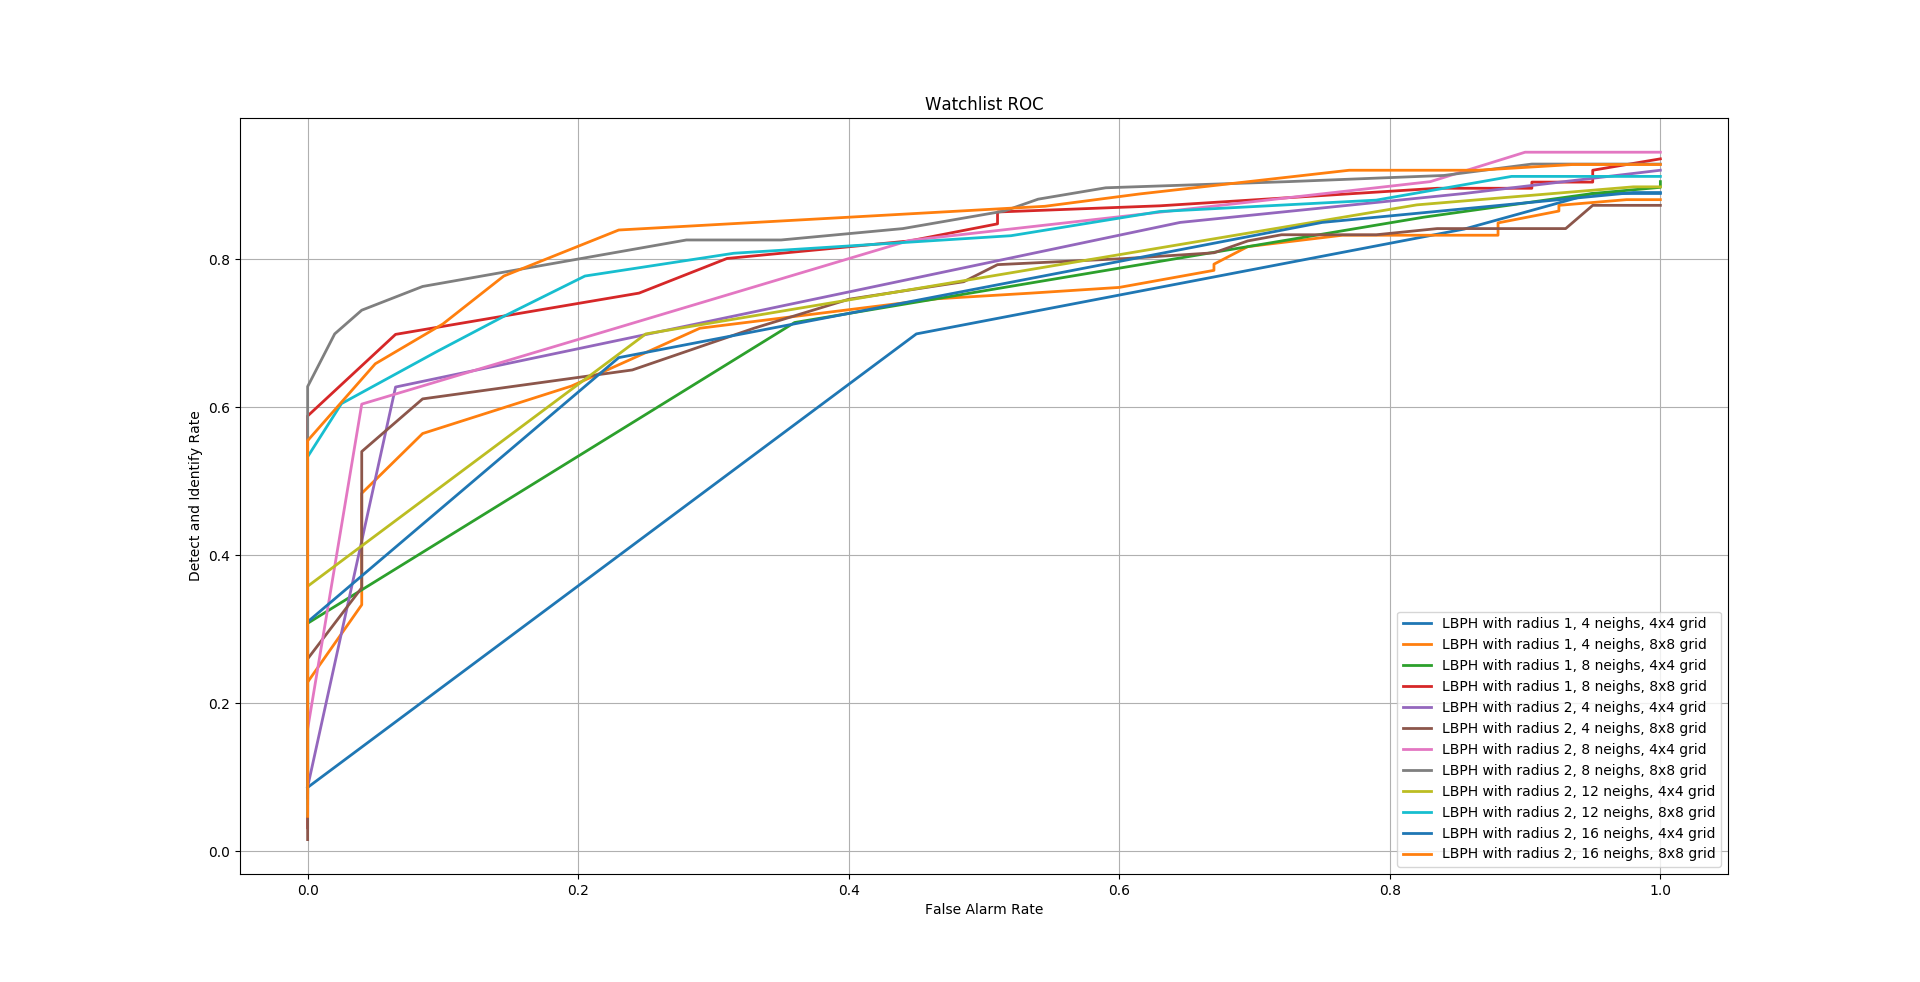 Watchlist ROC
Detect and Identify Rate
0.8
0.6
0.4
0.2
0.0
LBPH with radius 1, 4 neighs, 4x4 grid
LBPH with radius 1, 4 neighs, 8x8 grid
LBPH with radius 1, 8 neighs, 4x4 grid
LBPH with radius 1, 8 neighs, 8x8 grid
LBPH with radius 2, 4 neighs, 4x4 grid
LBPH with radius 2, 4 neighs, 8x8 grid
LBPH with radius 2, 8 neighs, 4x4 grid
LBPH with radius 2, 8 neighs, 8x8 grid
LBPH with radius 2, 12 neighs, 4x4 grid
LBPH with radius 2, 12 neighs, 8x8 grid
LBPH with radius 2, 16 neighs, 4x4 grid
LBPH with radius 2, 16 neighs, 8x8 grid
0.0 0.2 0.4 0.6 0.8 1.0
False Alarm Rate